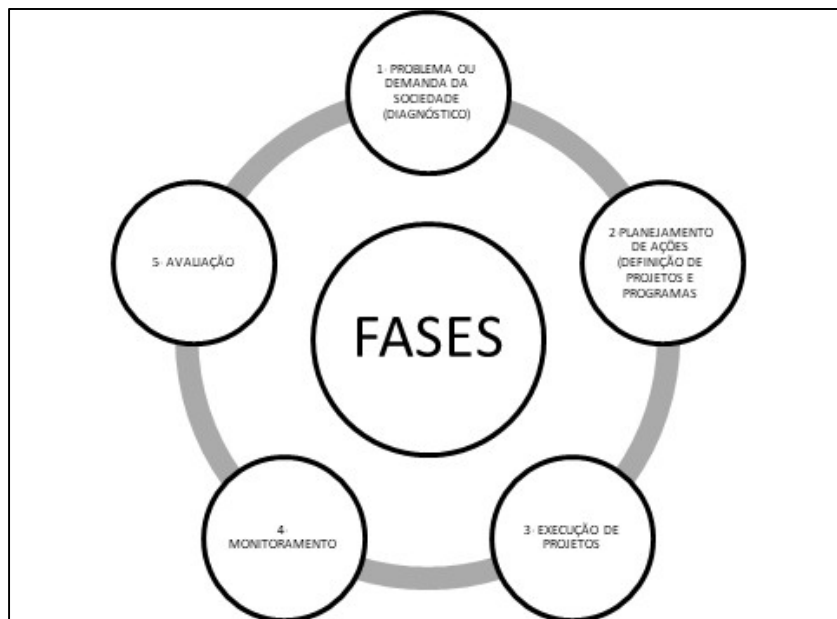 1- PROBLEMA OU
DEMANDA DA
SOCIEDADE
(DIAGNÓSTICO)
2 PLANEJAMENTO
DE AÇÕES
(DEFINIÇÃO DE
PROJETOS E
PROGRAMAS
3- EXECUÇÃO DE
PROJETOS
4-
MONITORAMENTO
5- AVALIAÇÃO
FASES